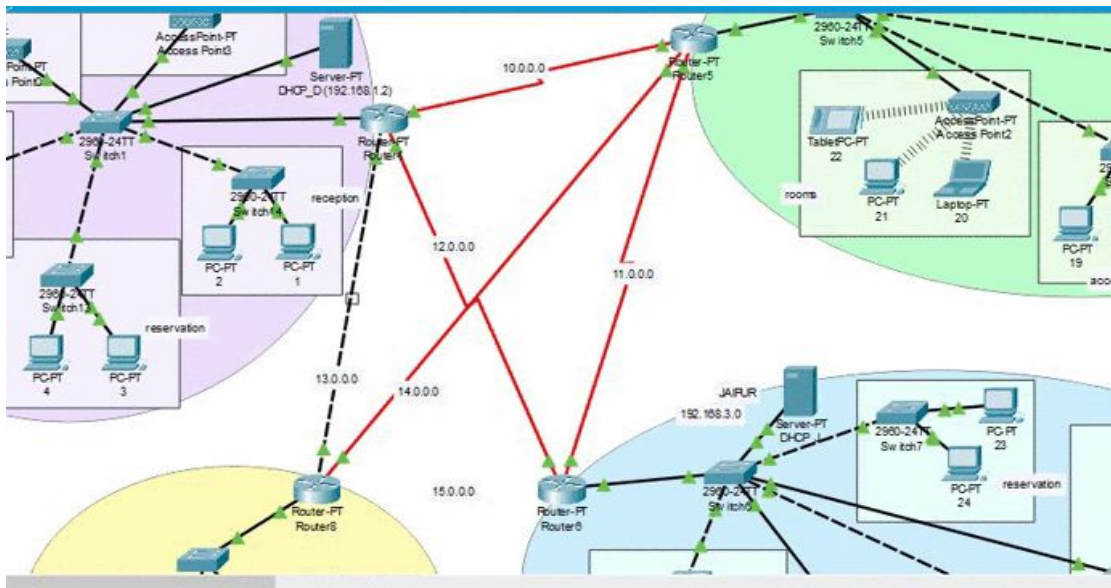 AccessPoint-PT
Access Point3
Server-PT
DHCP_D (192.168.1.2)
2960-24TT
Switch1
Router-PT
2960-24TT
Switch14
reception
PC-PT
2
PC-PT
1
2960-24TT
reservation
PC-PT
4
PC-PT
3
10.0.0.0
12.0.0.0
11.0.0.0
13.0.0.0
14.0.0.0
15.0.0.0
Router-PT
Router5
2960-24TT
Switch5
AccessPoint-PT
Access Point2
TabletPC-PT
22
PC-PT
21
Laptop-PT
20
rooms
PC-PT
19
Router-PT
Router8
Router-PT
Router6
JAIPUR
192.168.3.0
Server-PT
2960-24TT
Switch7
PC-PT
23
PC-PT
24
reservation
2960-24TT